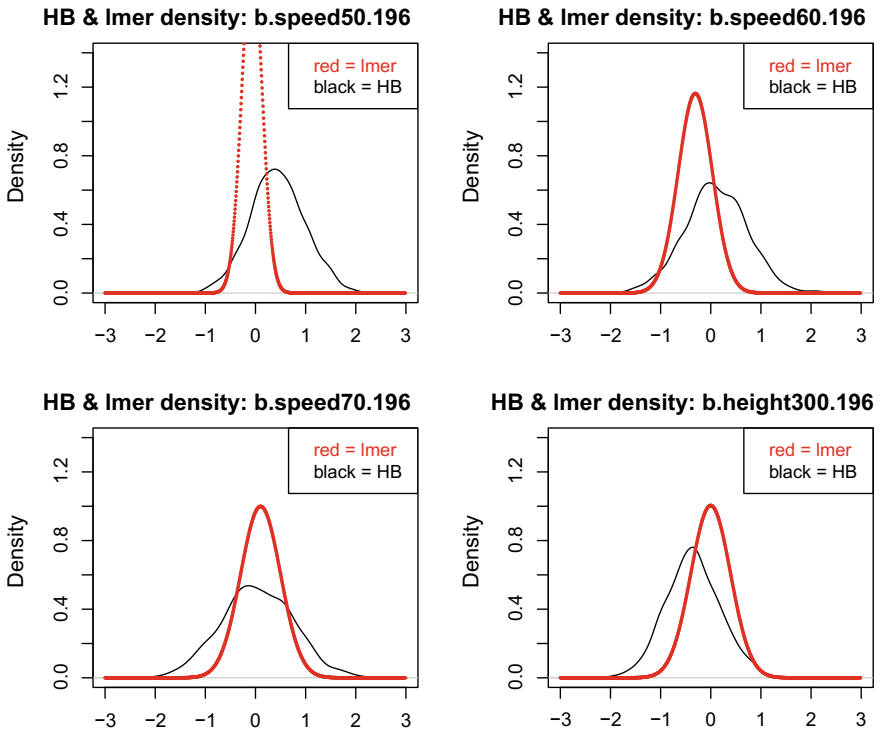 HB & lmer density: b.speed50.196
red = lmer
black = HB
Density
0.0 0.4 0.8 1.2
−3 −2 −1 0 1 2 3
HB & lmer density: b.speed60.196
red = lmer
black = HB
Density
0.0 0.4 0.8 1.2
−3 −2 −1 0 1 2 3
HB & lmer density: b.speed70.196
red = lmer
black = HB
Density
0.0 0.4 0.8 1.2
−3 −2 −1 0 1 2 3
HB & lmer density: b.height300.196
red = lmer
black = HB
Density
0.0 0.4 0.8 1.2
−3 −2 −1 0 1 2 3